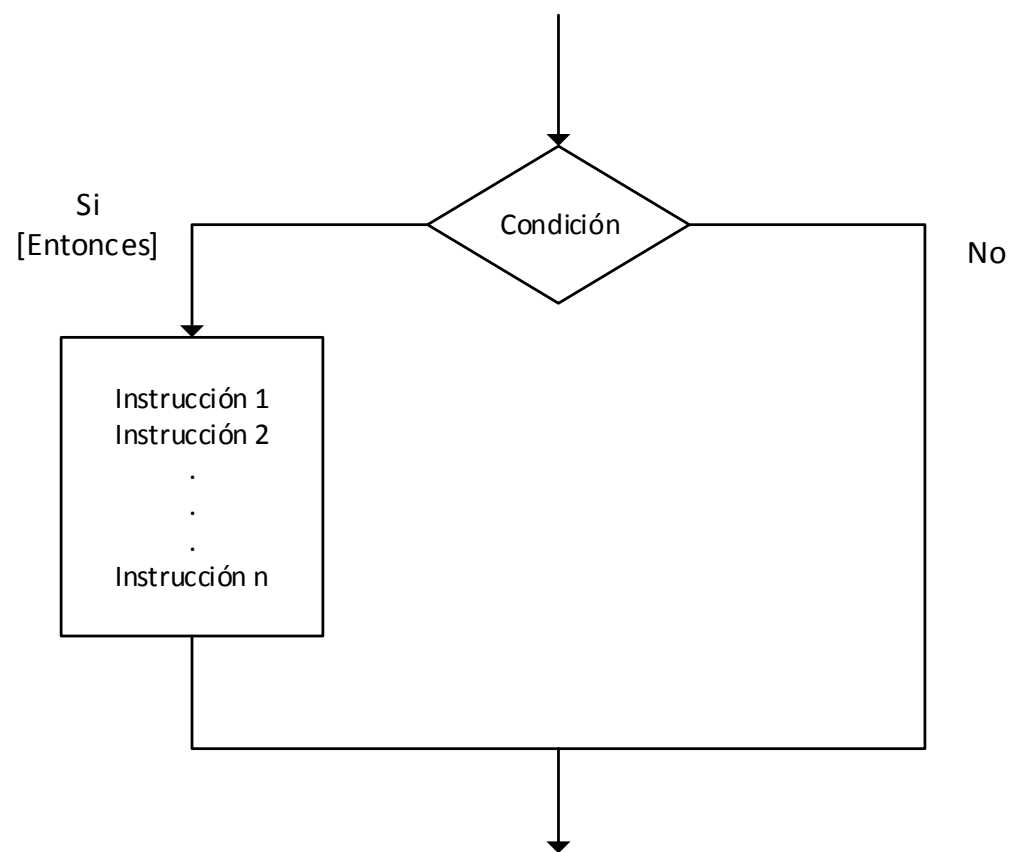 Condición
Si
[Entonces]
No
Instrucción 1
Instrucción 2
.
.
.
Instrucción n